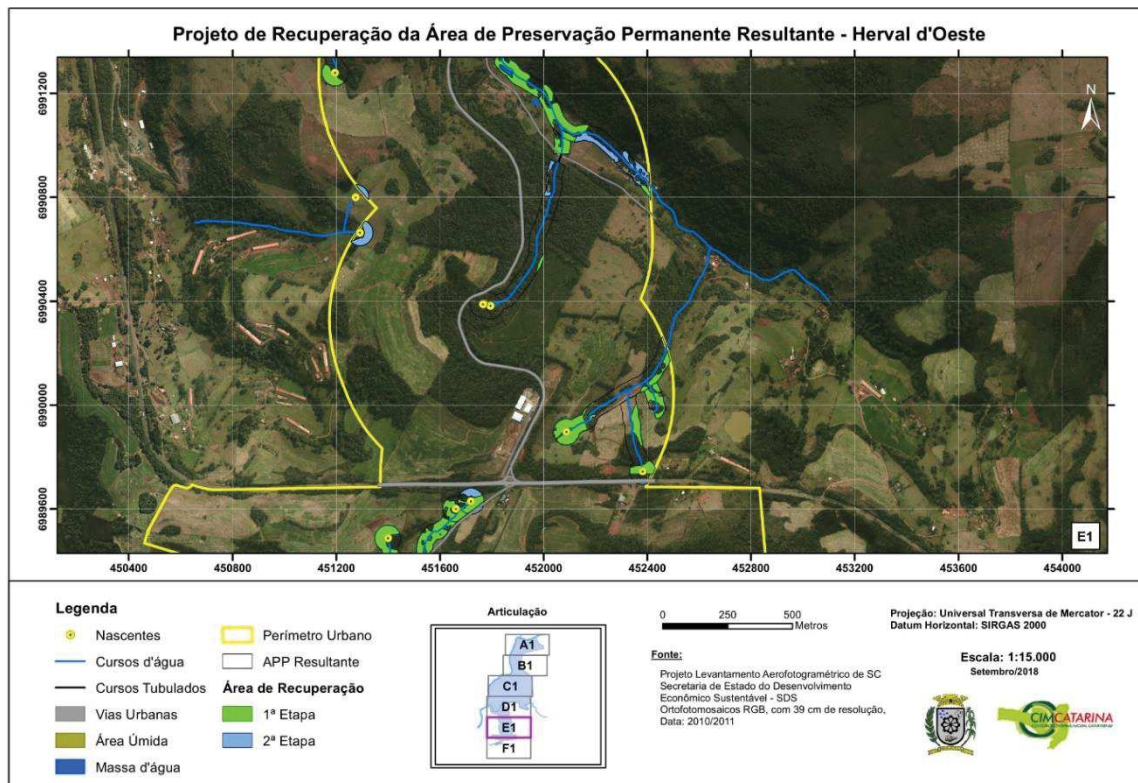 Projeto de Recuperação da Área de Preservação Permanente Resultante - Herval d'Oeste
N
6991200
6990800
6990400
6990000
6989600
6991200
6990800
6990400
6990000
6989600
E1
450400 450800 451200 451600 452000 452400 452800 453200 453600 454000
Legenda
Nascentes
Cursos d'água
Cursos Tubulados
Vias Urbanas
Área Úmida
Massa d'água
Perímetro Urbano
APP Resultante
Área de Recuperação
1ª Etapa
2ª Etapa
Articulação
A1
B1
C1
D1
E1
F1
0 250 500
Metros
Fonte:
Projeto Levantamento Aerofotogramétrico de SC
Secretaria de Estado do Desenvolvimento
Econômico Sustentável - SDS
Ortofotomosaicos RGB, com 39 cm de resolução,
Data: 2010/2011
Projeção: Universal Transversa de Mercator - 22 J
Datum Horizontal: SIRGAS 2000
Escala: 1:15.000
Setembro/2018
CIMCATARINA